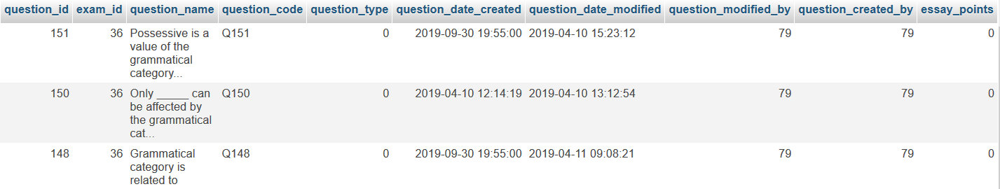 question_id exam_id question_name question_code question_type question_date_created question_date_modified question_modified_by question_created_by essay_points
151 36 Possessive is a Q151 0 2019-09-30 19:55:00 2019-04-10 15:23:12 79 79 0
value of the
grammatical
category...
150 36 Only _____ can Q150 0 2019-04-10 12:14:19 2019-04-10 13:12:54 79 79 0
be affected by
the grammatical
cat...
148 36 Grammatical Q148 0 2019-09-30 19:55:00 2019-04-11 09:08:21 79 79 0
category is
related to